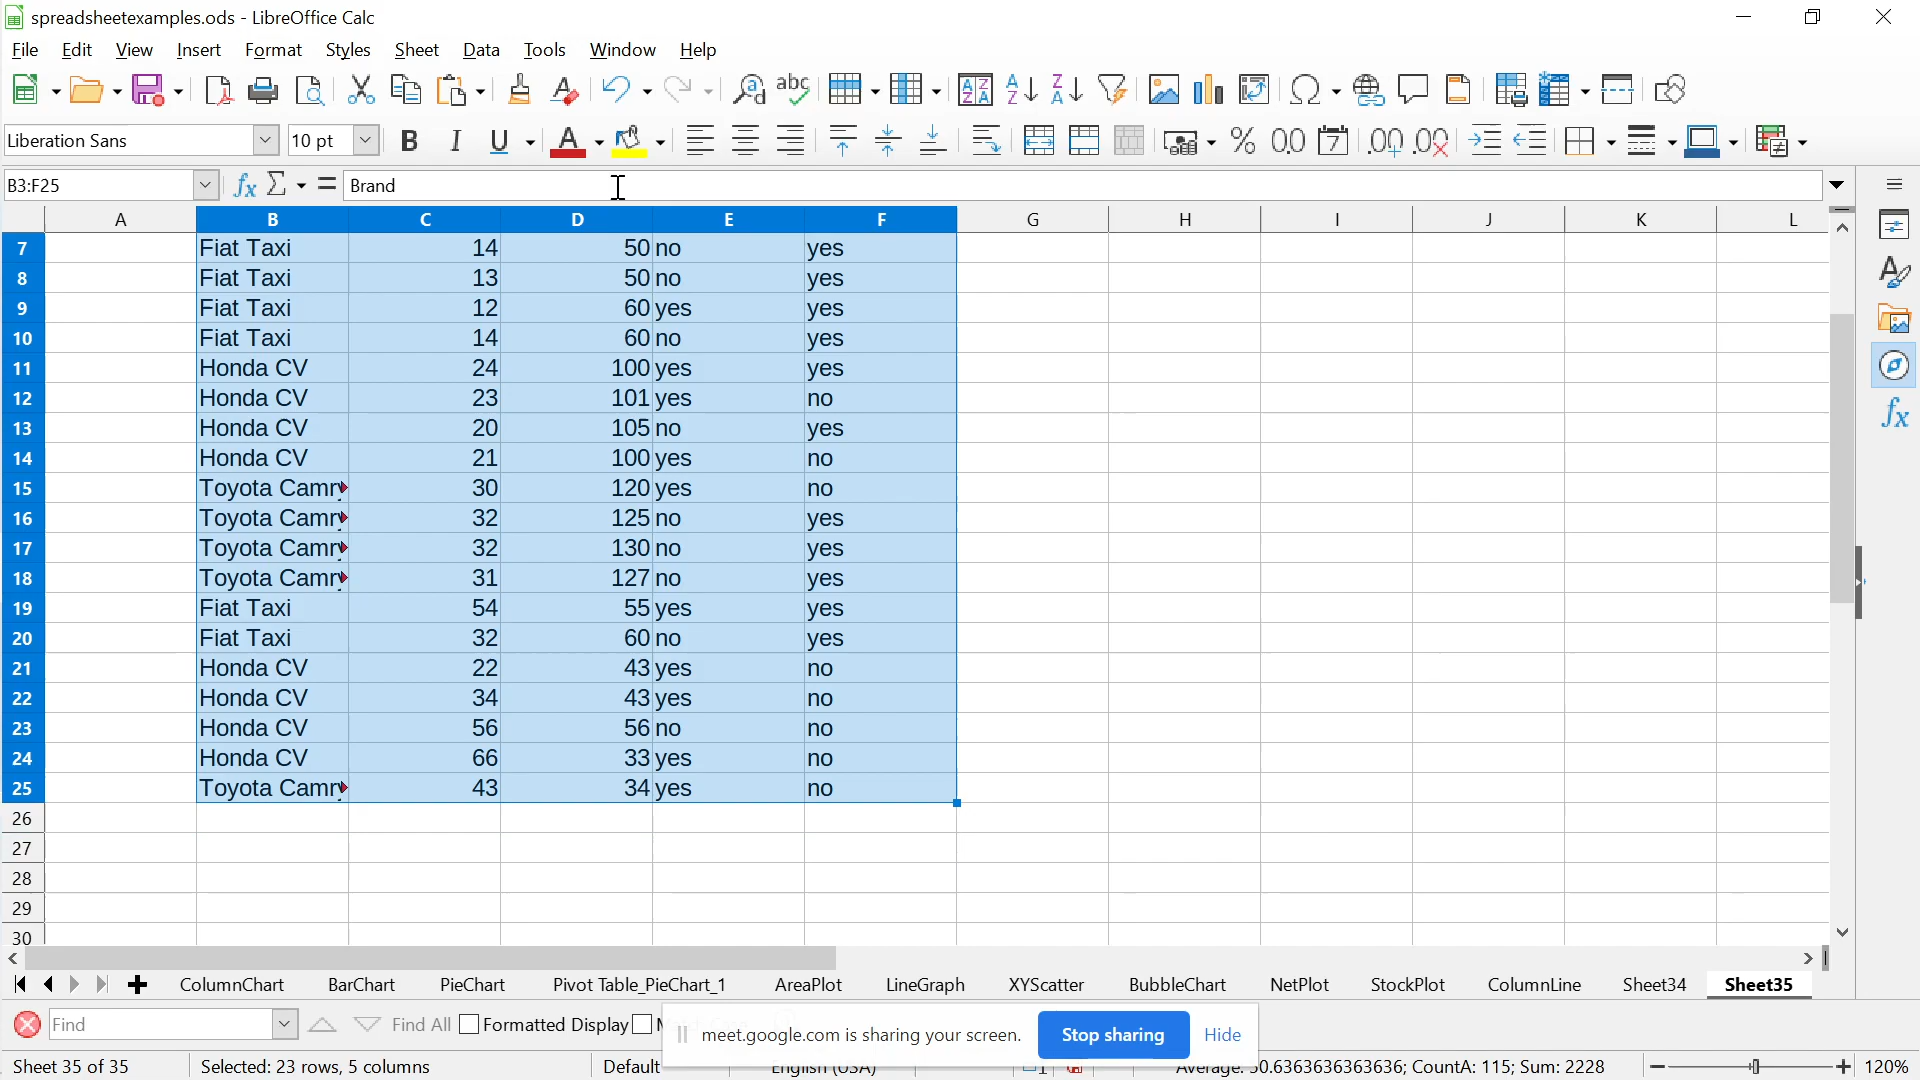 spreadsheetexamples.ods - LibreOffice Calc
File Edit View Insert Format Styles Sheet Data Tools Window Help
Liberation Sans 10 pt
B3:F25 Brand
A B C D E F G H I J K L
7 Fiat Taxi 14 50 no yes
8 Fiat Taxi 13 50 no yes
9 Fiat Taxi 12 60 yes yes
10 Fiat Taxi 14 60 no yes
11 Honda CV 24 100 yes yes
12 Honda CV 23 101 yes no
13 Honda CV 20 105 no yes
14 Honda CV 21 100 yes no
15 Toyota Camry 30 120 yes no
16 Toyota Camry 32 125 no yes
17 Toyota Camry 32 130 no yes
18 Toyota Camry 31 127 no yes
19 Fiat Taxi 54 55 yes yes
20 Fiat Taxi 32 60 no yes
21 Honda CV 22 43 yes no
22 Honda CV 34 43 yes no
23 Honda CV 56 56 no no
24 Honda CV 66 33 yes no
25 Toyota Camry 43 34 yes no
26
27
28
29
30
ColumnChart BarChart PieChart Pivot Table_PieChart_1 AreaPlot LineGraph XYScatter BubbleChart NetPlot StockPlot ColumnLine Sheet34 Sheet35
Find Find All Formatted Display
meet.google.com is sharing your screen. Stop sharing Hide
Sheet 35 of 35 Selected: 23 rows, 5 columns Default English (USA) Average: 50.6363636363636; CountA: 115; Sum: 2228 120%